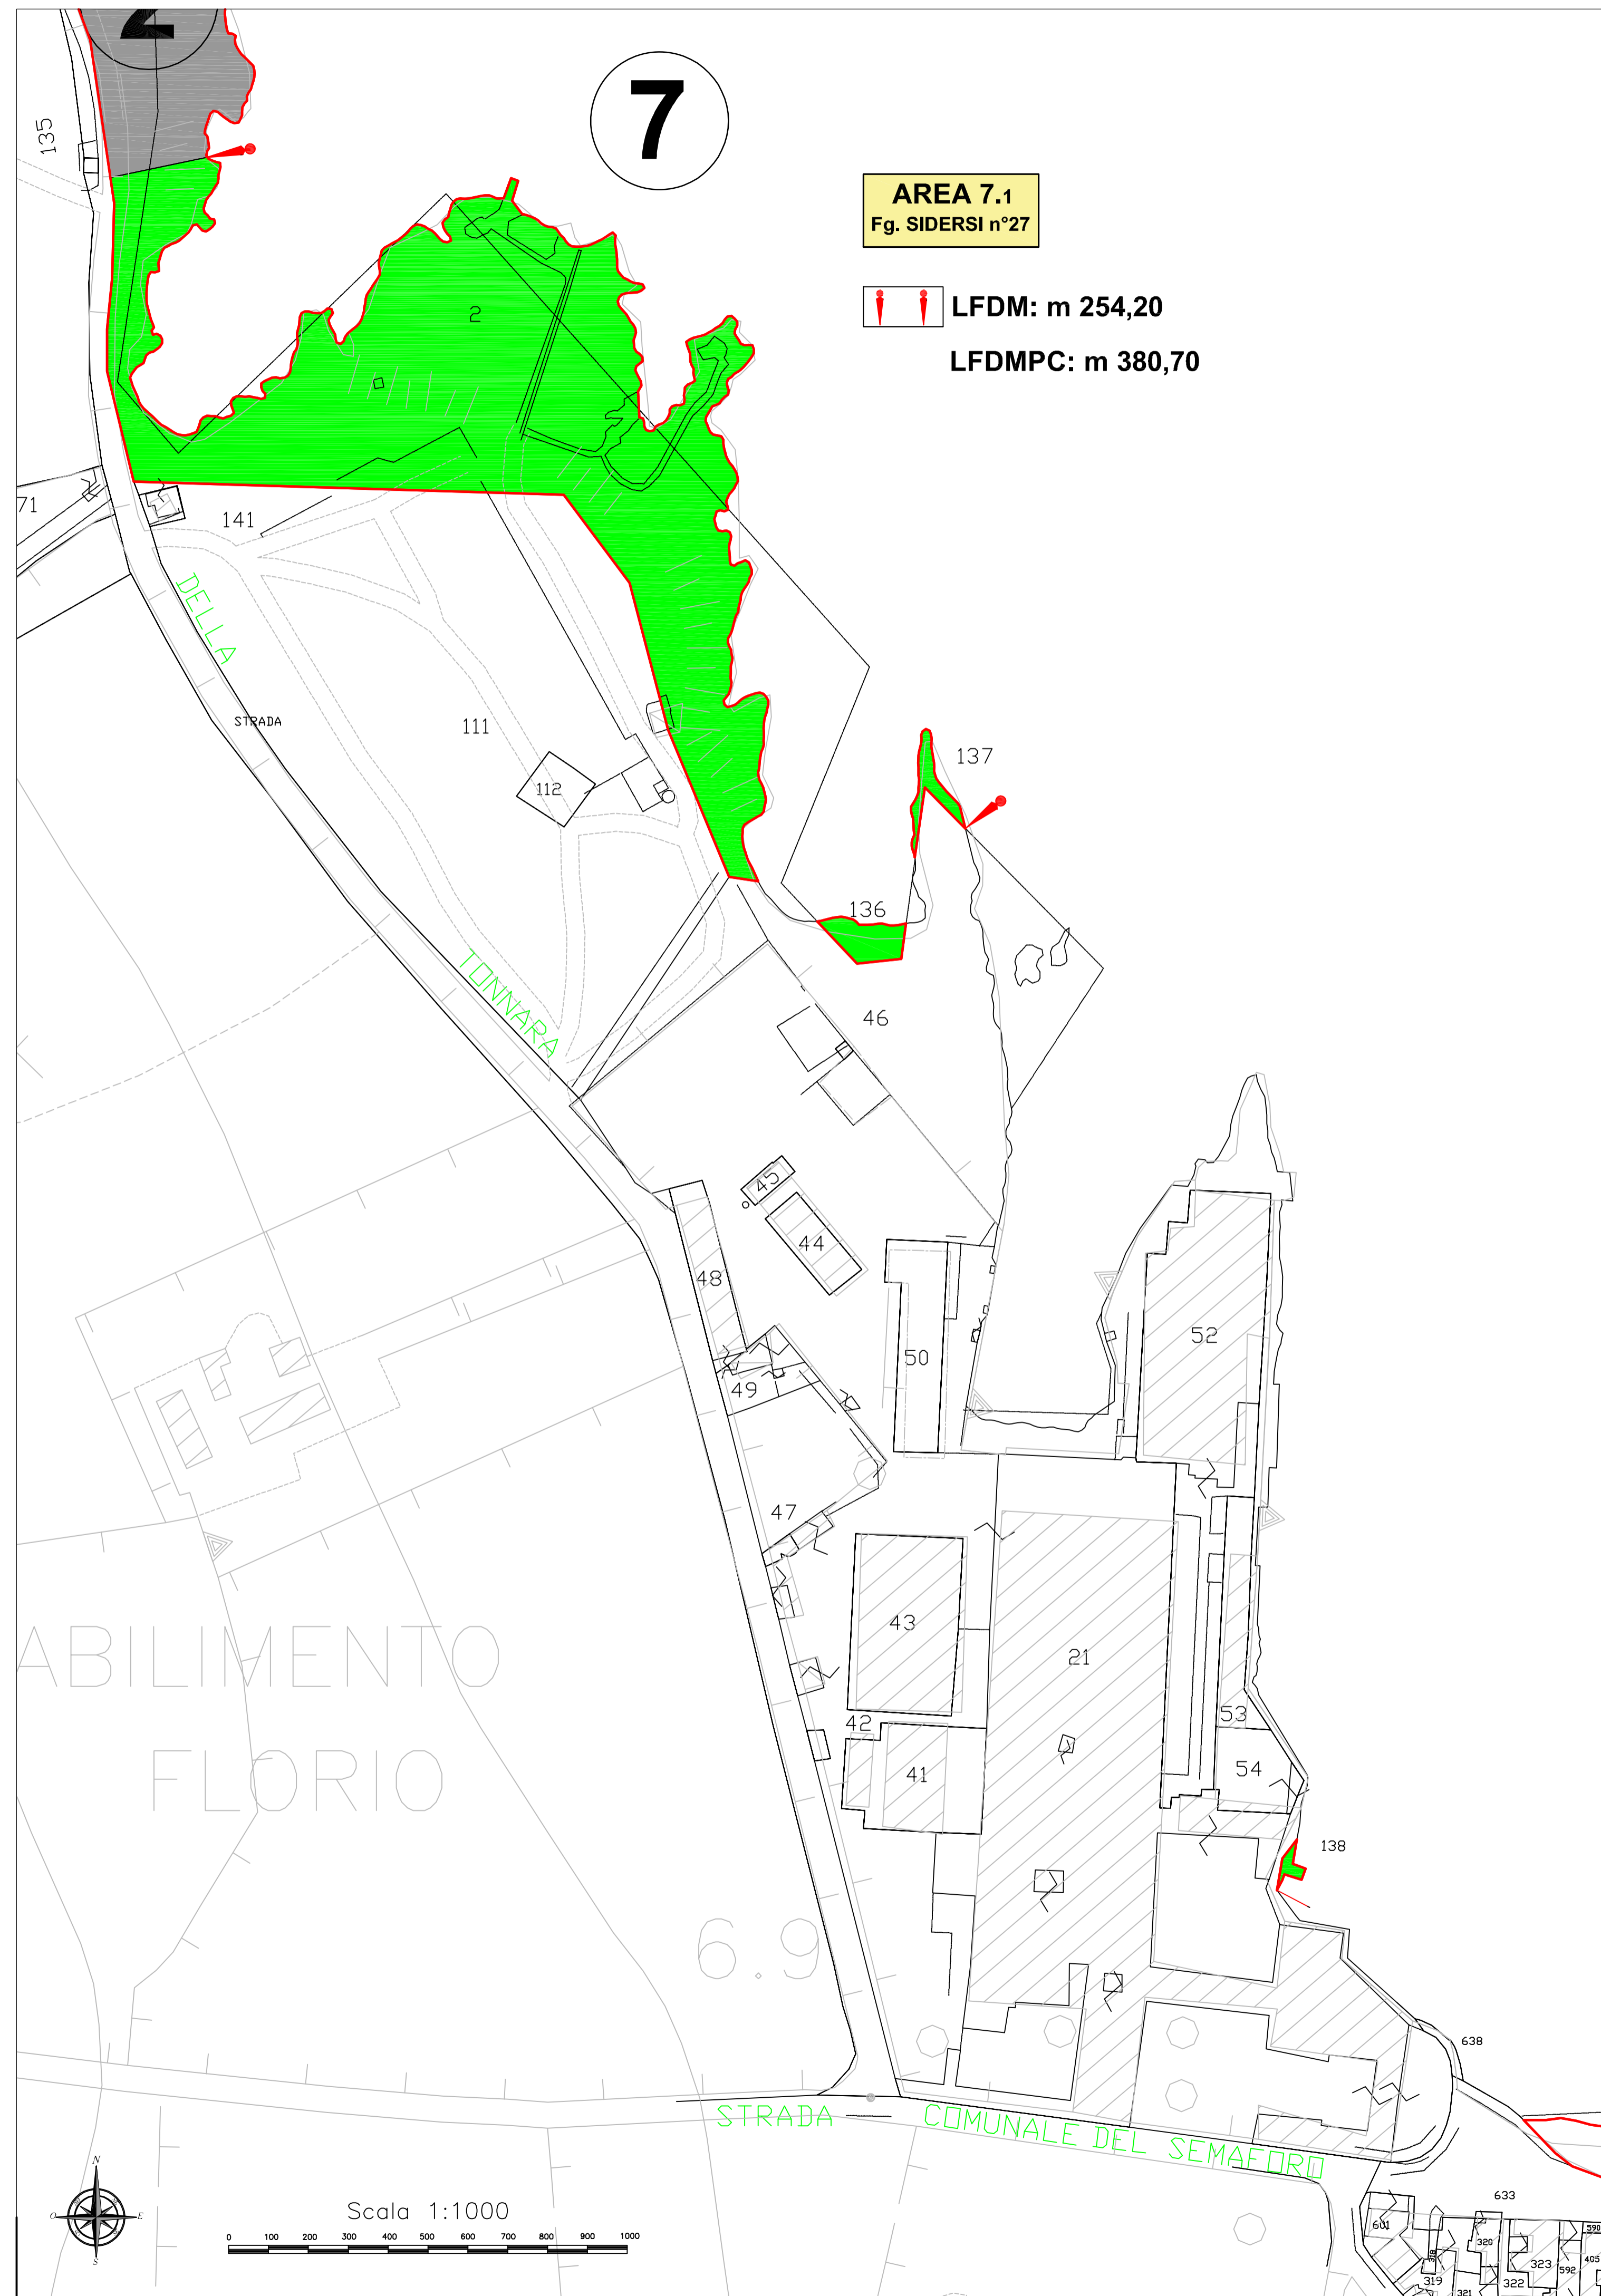 2
7
135
AREA 7.1
Fg. SIDERSI n°27
LFDM: m 254,20
LFDMPC: m 380,70
2
71
141
DELLA
STRADA
111
112
137
136
TONNARA
46
45
44
48
50
52
49
47
43
21
ABILIMENTO
42
53
41
54
FLORIO
138
6.9
638
STRADA
COMUNALE DEL SEMAFORO
N
O
E
S
Scala 1:1000
0 100 200 300 400 500 600 700 800 900 1000
633
601
318
320
590
319
321
322
323
592
405